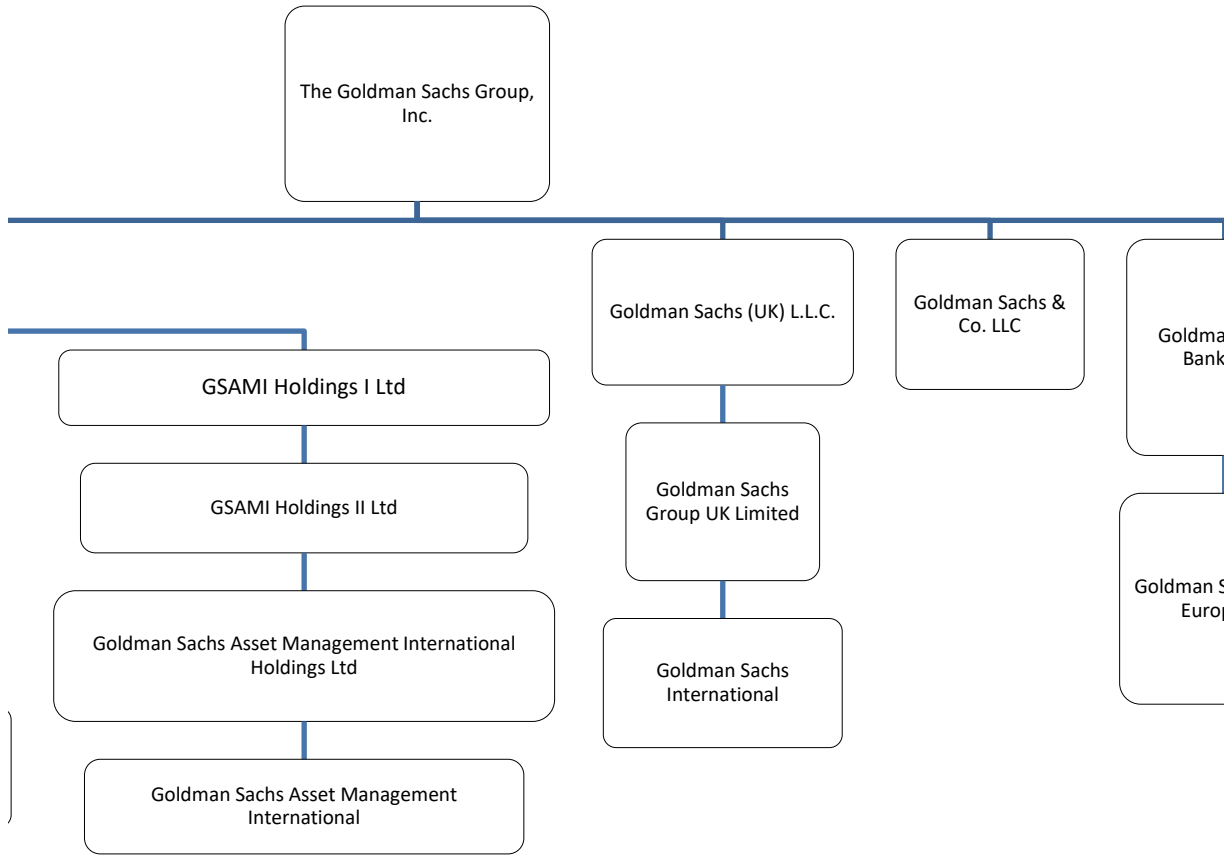 The Goldman Sachs Group,
Inc.
Goldman Sachs (UK) L.L.C.
Goldman Sachs &
Co. LLC
Bank
GSAMI Holdings I Ltd
GSAMI Holdings II Ltd
Goldman Sachs
Group UK Limited
Goldman
Goldman Sachs Asset Management International
Holdings Ltd
Goldman Sachs
International
Goldman Sachs Asset Management
International